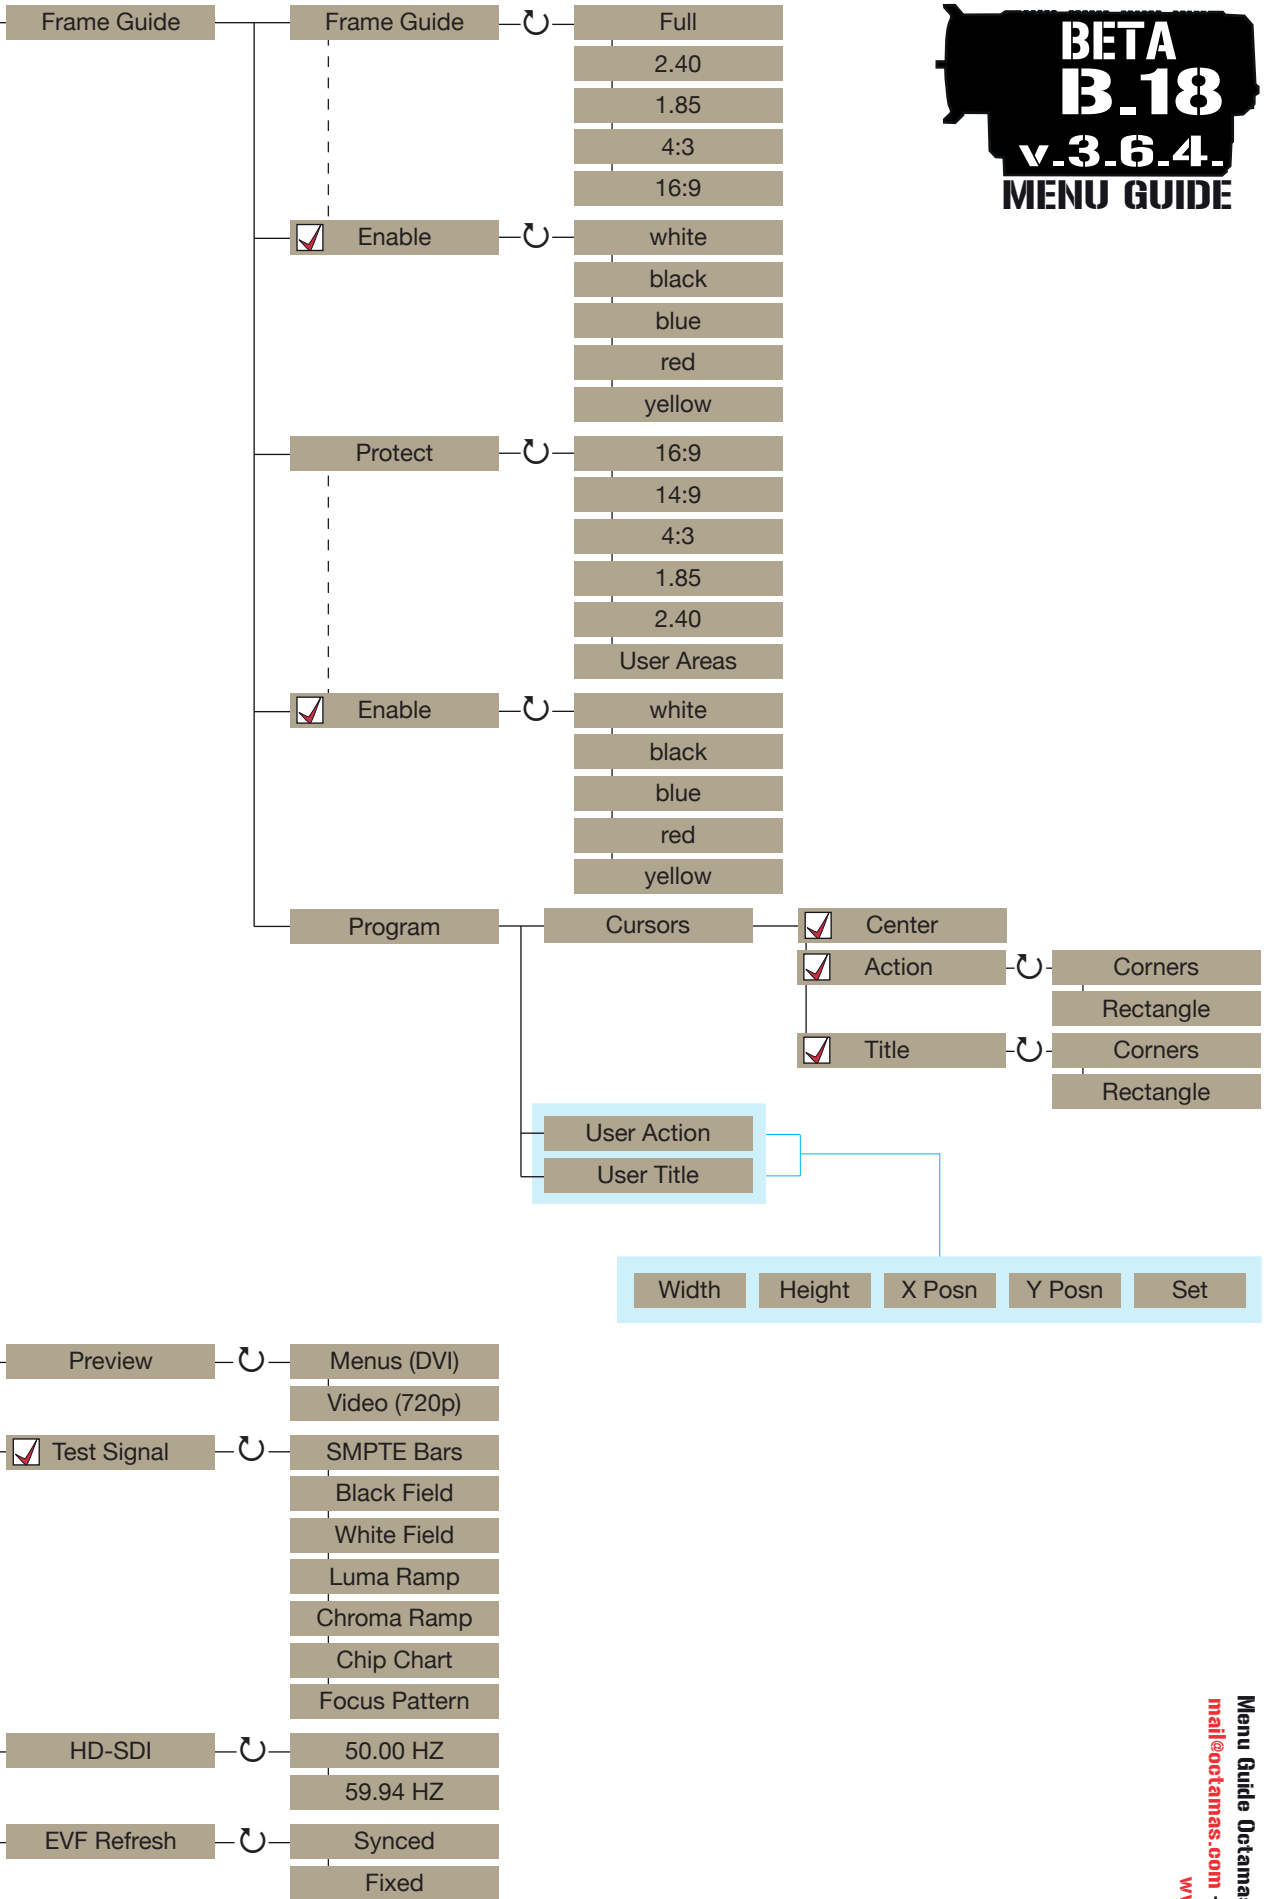 Frame Guide
Frame Guide
Full
2.40
1.85
4:3
16:9
BETA
B.18
v.3.6.4.
MENU GUIDE
Enable
white
black
blue
red
yellow
Protect
16:9
14:9
4:3
1.85
2.40
User Areas
Enable
white
black
blue
red
yellow
Program
Cursors
Center
Action
Corners
Rectangle
Title
Corners
Rectangle
User Action
User Title
Width
Height
X Posn
Y Posn
Set
Preview
Menus (DVI)
Video (720p)
Test Signal
SMPTE Bars
Black Field
White Field
Luma Ramp
Chroma Ramp
Chip Chart
Focus Pattern
HD-SDI
50.00 HZ
59.94 HZ
EVF Refresh
Synced
Fixed
Menu Guide Octamas
mail@octamas.com -